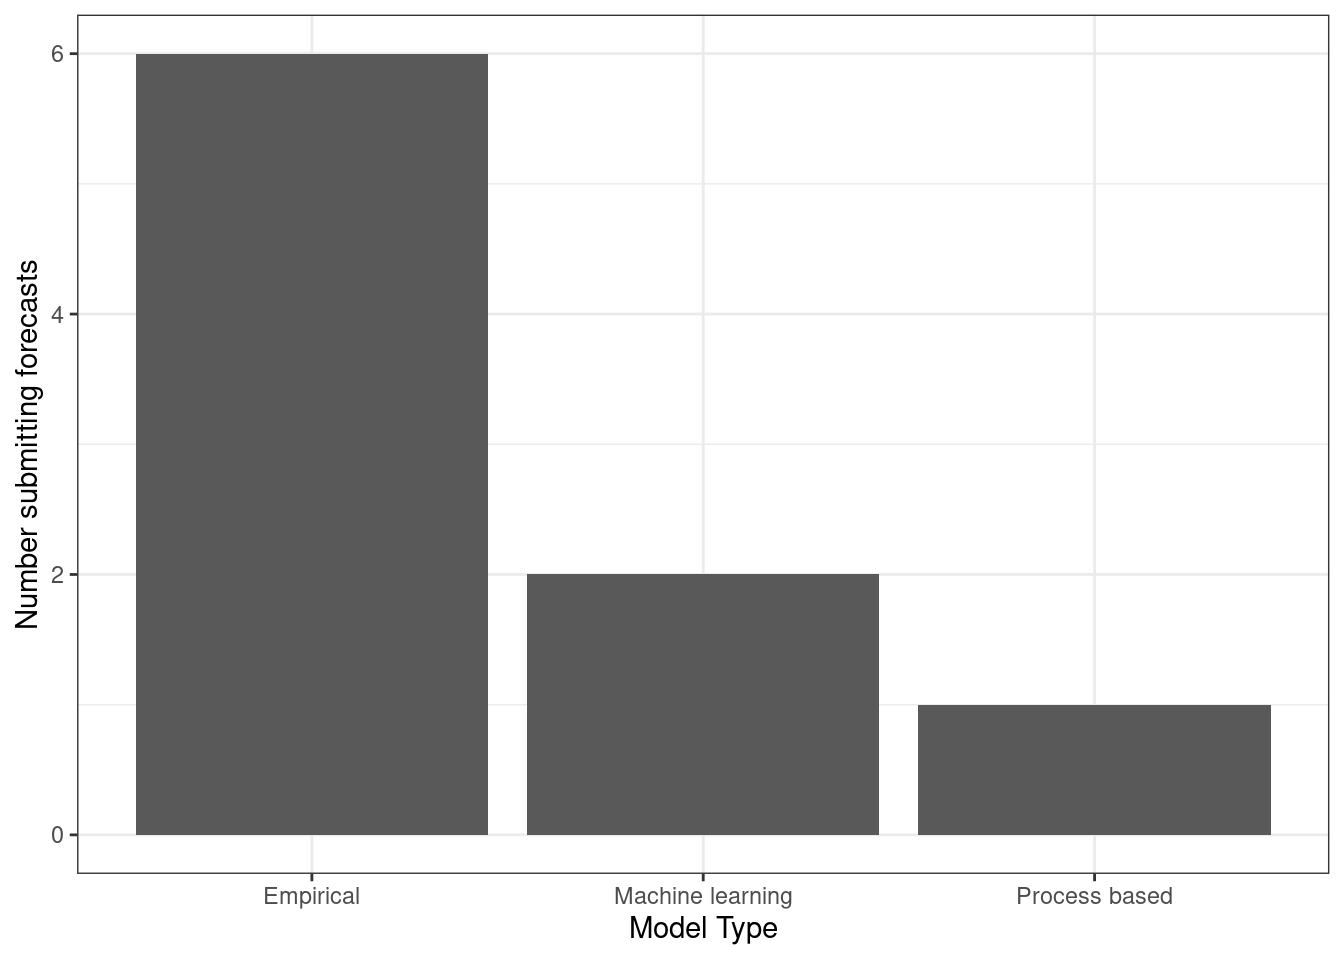 Number submitting forecasts
6
4
2
0
Empirical
Machine learning
Process based
Model Type